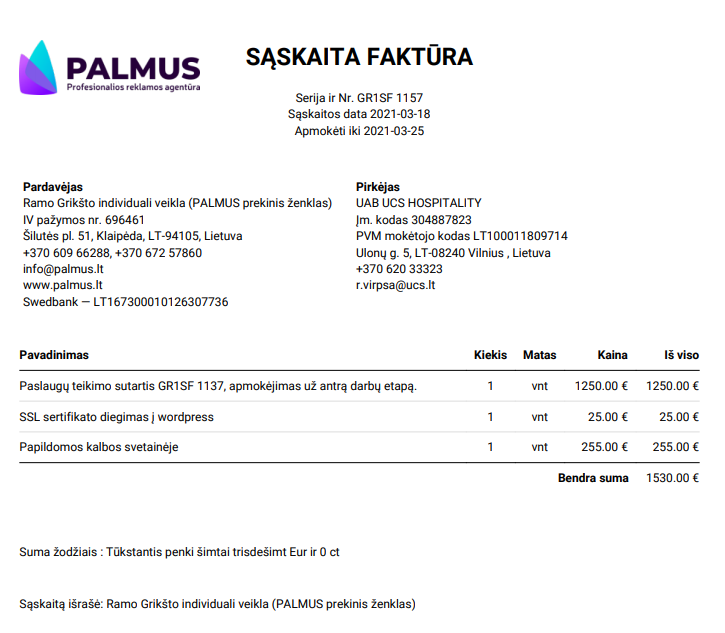 PALMUS
Profesionalios reklamos agentūra
SĄSKAITA FAKTŪRA
Serija ir Nr. GR1SF 1157
Sąskaitos data 2021-03-18
Apmokėti iki 2021-03-25
Pardavėjas
Ramo Grikšto individuali veikla (PALMUS prekinis ženklas)
IV pažymos nr. 696461
Šilutės pl. 51, Klaipėda, LT-94105, Lietuva
+370 609 66288, +370 672 57860
info@palmus.lt
www.palmus.lt
Swedbank — LT167300010126307736
Pirkėjas
UAB UCS HOSPITALITY
Įm. kodas 304887823
PVM mokėtojo kodas LT100011809714
Ulonų g. 5, LT-08240 Vilnius , Lietuva
+370 620 33323
r.virpsa@ucs.lt
Pavadinimas Kiekis Matas Kaina Iš viso
Paslaugų teikimo sutartis GR1SF 1137, apmokėjimas už antrą darbų etapą. 1 vnt 1250.00 € 1250.00 €
SSL sertifikato diegimas į wordpress 1 vnt 25.00 € 25.00 €
Papildomos kalbos svetainėje 1 vnt 255.00 € 255.00 €
Bendra suma 1530.00 €
Suma žodžiais : Tūkstantis penki šimtai trisdešimt Eur ir 0 ct
Sąskaitą išrašė: Ramo Grikšto individuali veikla (PALMUS prekinis ženklas)